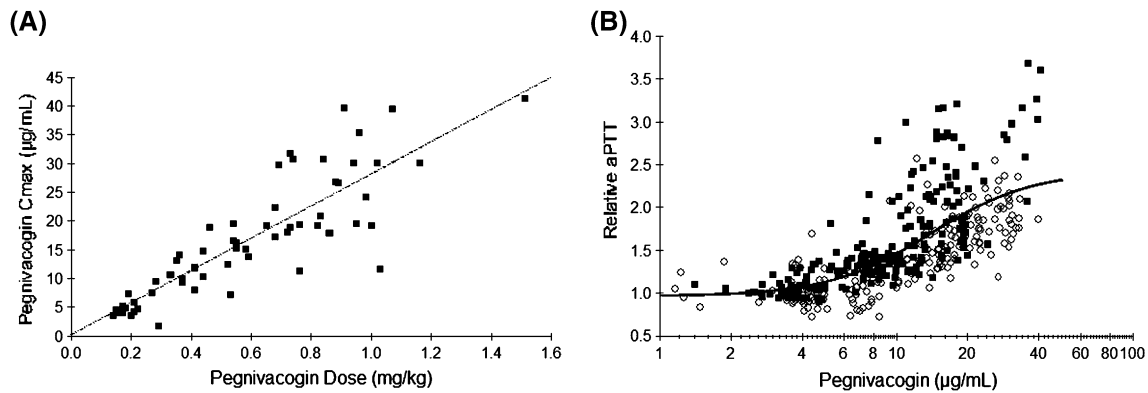 (A)
(B)
Pegnivacogin Cmax (µg/mL)
45
40
35
30
25
20
15
10
5
0
0.0 0.2 0.4 0.6 0.8 1.0 1.2 1.4 1.6
Pegnivacogin Dose (mg/kg)
Relative aPTT
4.0
3.5
3.0
2.5
2.0
1.5
1.0
0.5
1 2 4 6 8 10 20 40 60 80 100
Pegnivacogin (µg/mL)